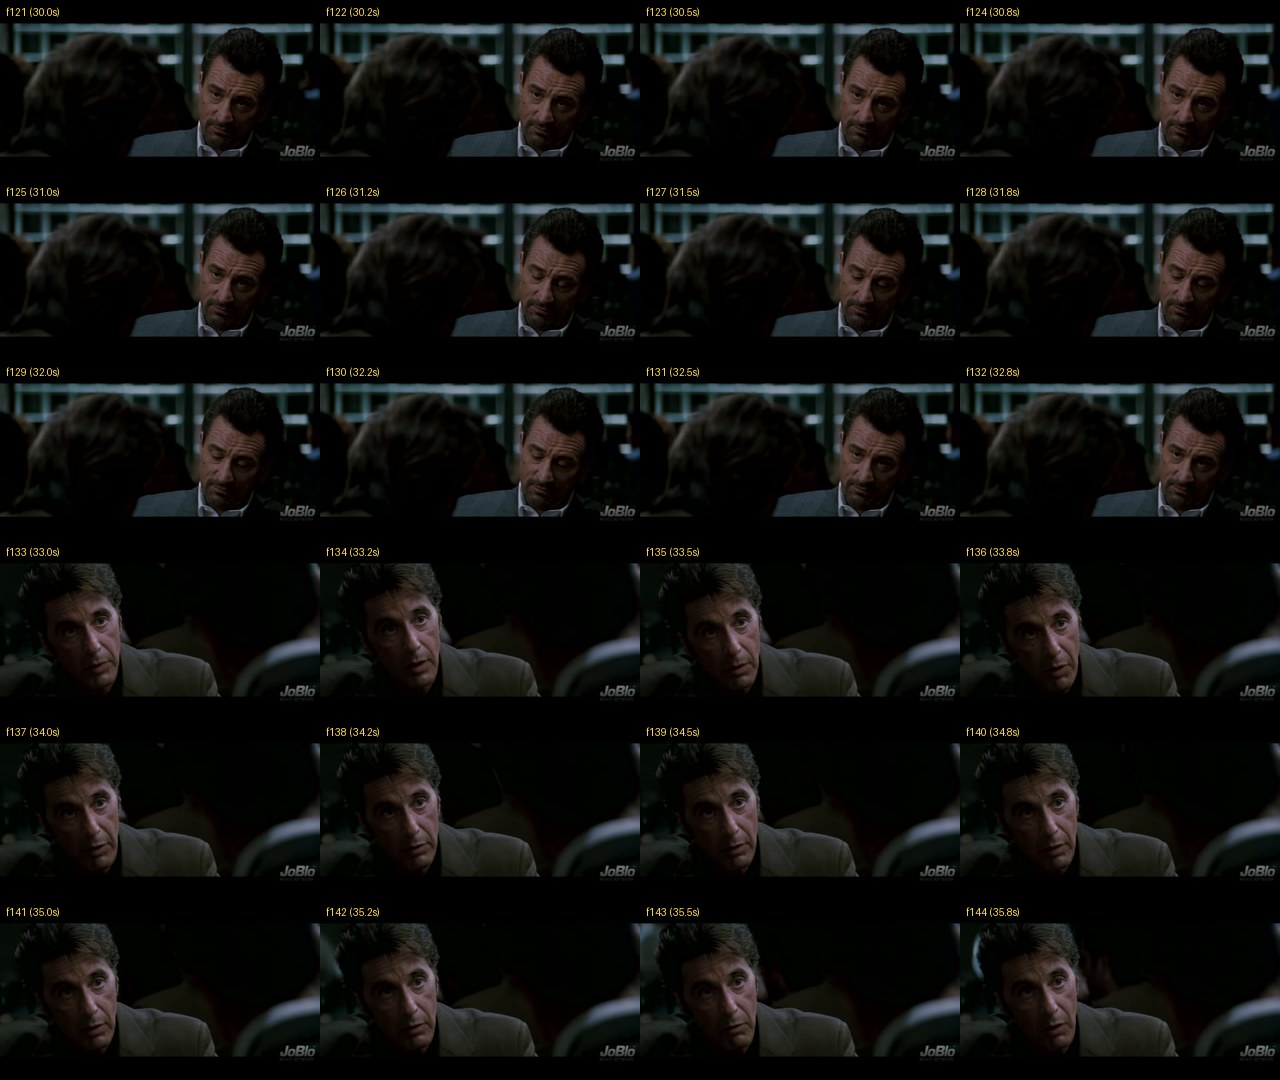 f121 (30.0s) f122 (30.2s) f123 (30.5s) f124 (30.8s)
JoBlo JoBlo JoBlo JoBlo
f125 (31.0s) f126 (31.2s) f127 (31.5s) f128 (31.8s)
JoBlo JoBlo JoBlo JoBlo
f129 (32.0s) f130 (32.2s) f131 (32.5s) f132 (32.8s)
JoBlo JoBlo JoBlo JoBlo
f133 (33.0s) f134 (33.2s) f135 (33.5s) f136 (33.8s)
JoBlo JoBlo JoBlo JoBlo
f137 (34.0s) f138 (34.2s) f139 (34.5s) f140 (34.8s)
JoBlo JoBlo JoBlo JoBlo
f141 (35.0s) f142 (35.2s) f143 (35.5s) f144 (35.8s)
JoBlo JoBlo JoBlo JoBlo